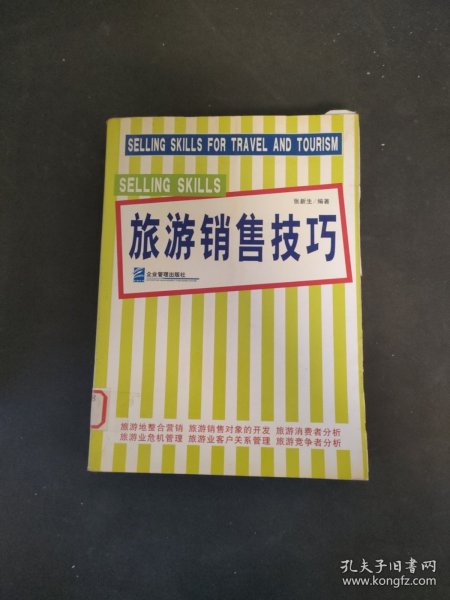 SELLING SKILLS FOR TRAVEL AND TOURISM
SELLING SKILLS
张新生/编著
旅游销售技巧
企业管理出版社
旅游地整合营销 旅游销售对象的开发 旅游消费者分析
旅游业危机管理 旅游业客户关系管理 旅游竞争者分析
8
孔夫子旧书网
www.kongfz.com